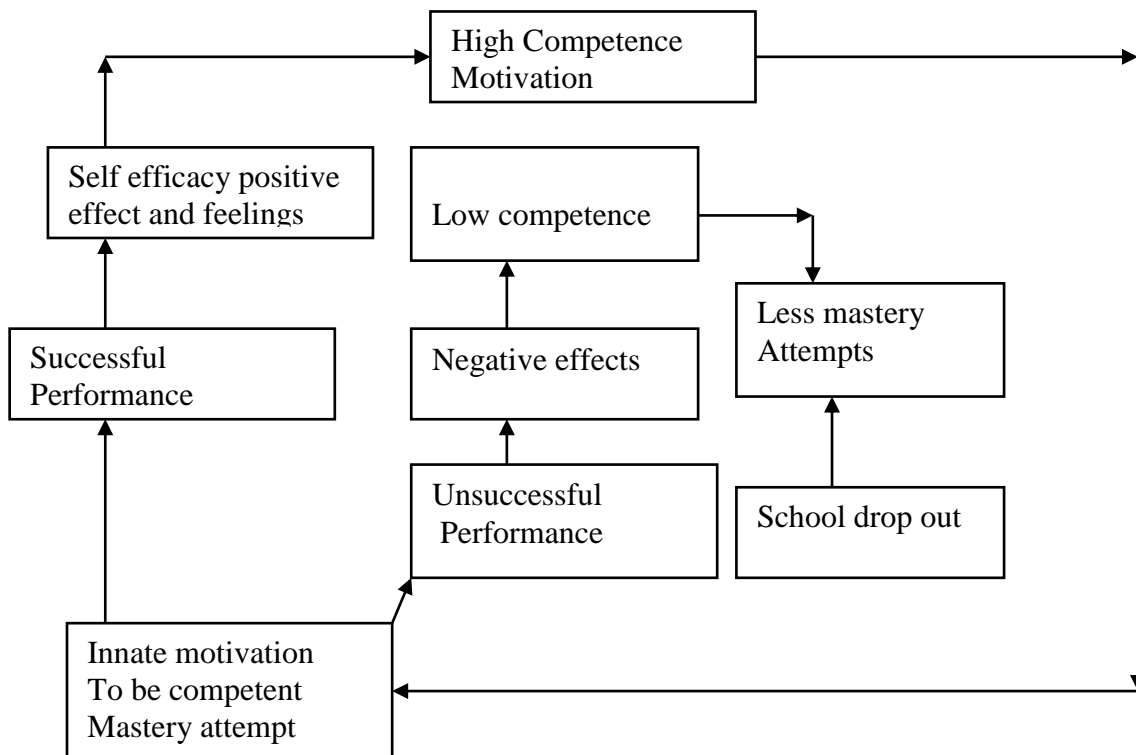 High Competence
Motivation
Self efficacy positive
effect and feelings
Low competence
Less mastery
Attempts
Successful
Performance
Negative effects
Unsuccessful
Performance
School drop out
Innate motivation
To be competent
Mastery attempt